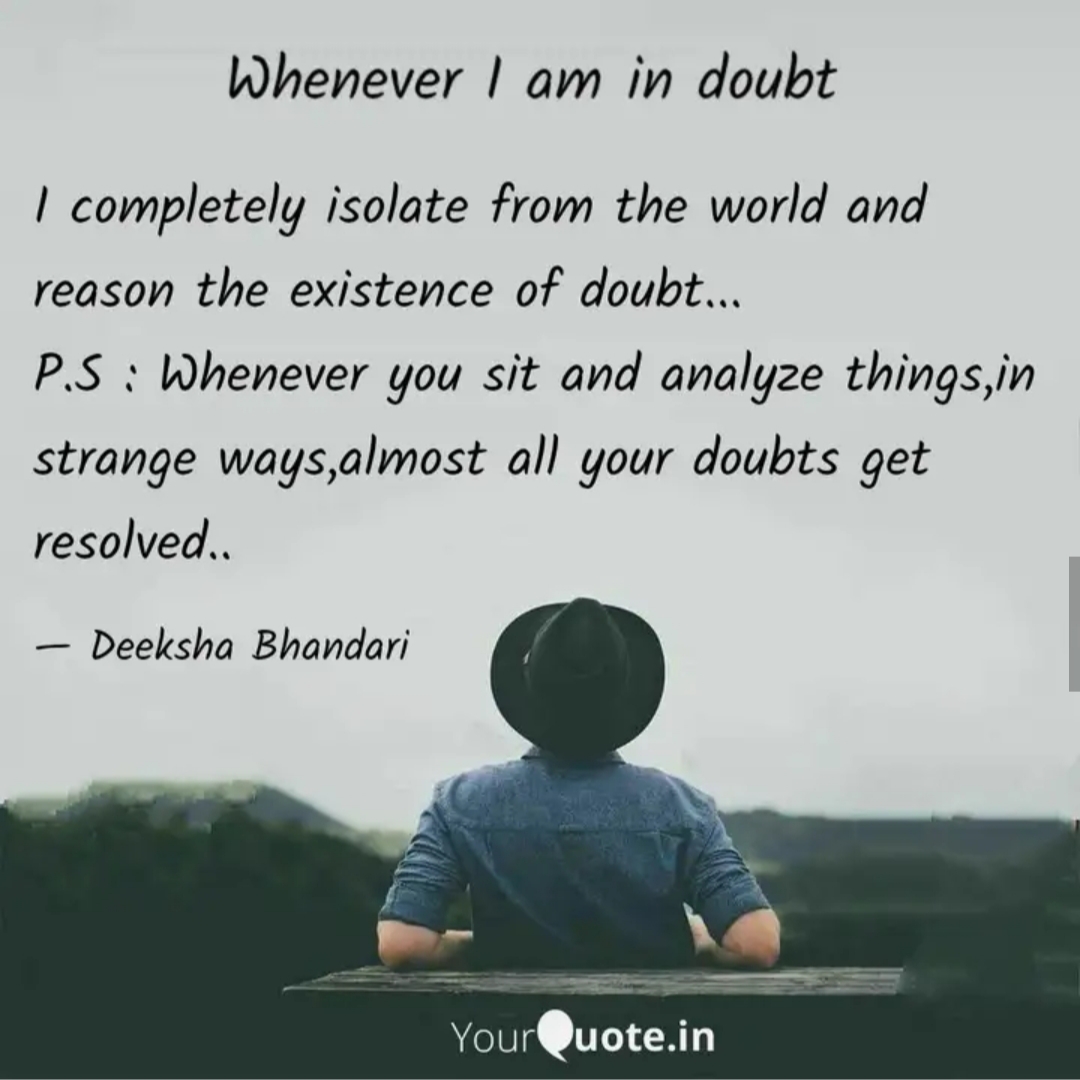 Whenever I am in doubt
I completely isolate from the world and
reason the existence of doubt...
P.S : Whenever you sit and analyze things,in
strange ways,almost all your doubts get
resolved..
— Deeksha Bhandari
YourQuote.in